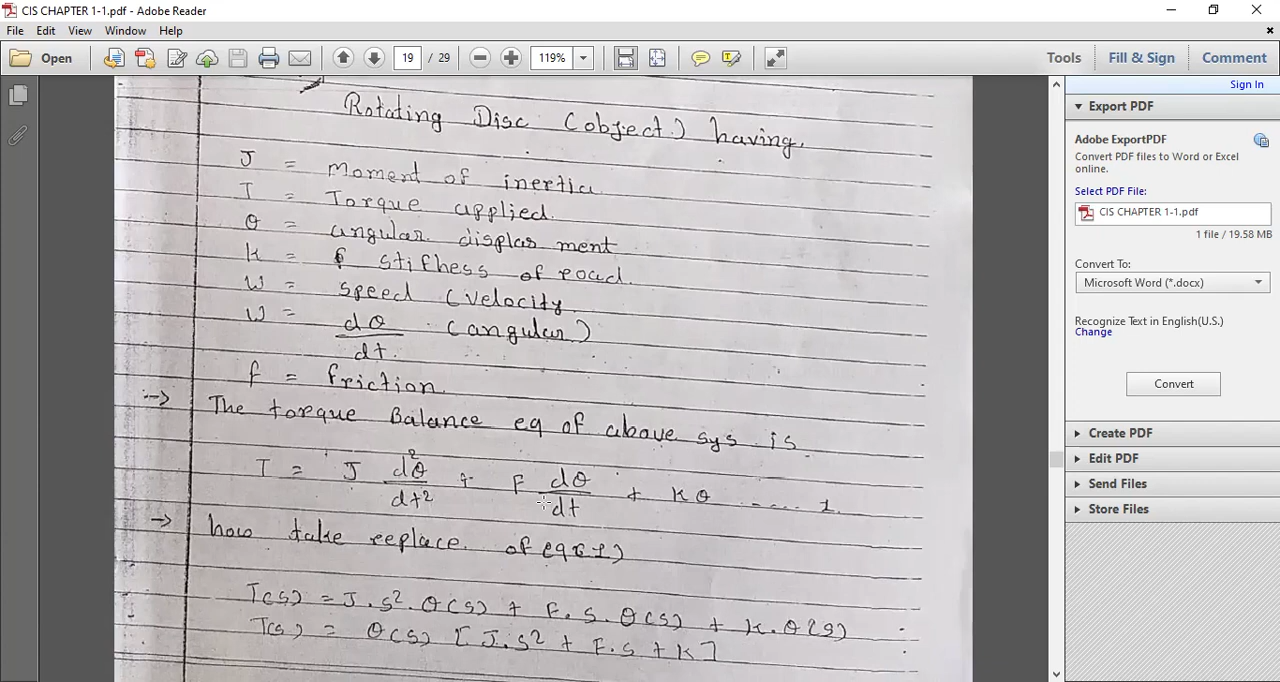 CIS CHAPTER 1-1.pdf - Adobe Reader
File Edit View Window Help
Open 19 / 29 119% Tools Fill & Sign Comment
Sign In
Export PDF
Adobe ExportPDF
Convert PDF files to Word or Excel
online.
Select PDF File:
CIS CHAPTER 1-1.pdf
1 file / 19.58 MB
Convert To:
Microsoft Word (*.docx)
Recognize Text in English(U.S.)
Change
Convert
Create PDF
Edit PDF
Send Files
Store Files
Rotating Disc (object) having.
J = Moment of inertia
T = Torque applied.
θ = angular displasment
k = stifness of road.
w = speed (velocity
w = dθ/dt. (angular)
f = friction
--> The torque Balance eq of above sys is.
T = J d²θ/dt² + F dθ/dt + Kθ ----- 1.
-> how take replace of eq(1)
T(s) = J.s².θ(s) + F.s.θ(s) + K.θ(s)
T(s) = θ(s) [J.s² + F.s + K]